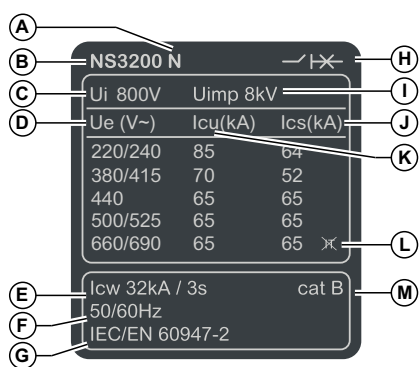 A
B NS3200 N H
C Ui 800V Uimp 8kV I
D Ue (V~) Icu(kA) Ics(kA) J
K
220/240 85 64
380/415 70 52
440 65 65
500/525 65 65
660/690 65 65 L
E Icw 32kA / 3s cat B M
F 50/60Hz
G IEC/EN 60947-2